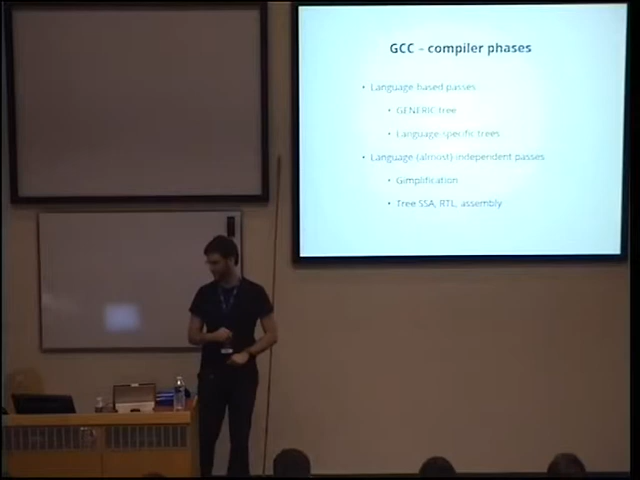 GCC - compiler phases
• Language based passes
• GENERIC tree
• Language-specific trees
• Language (almost) independent passes
• Gimplification
• Tree SSA, RTL, assembly